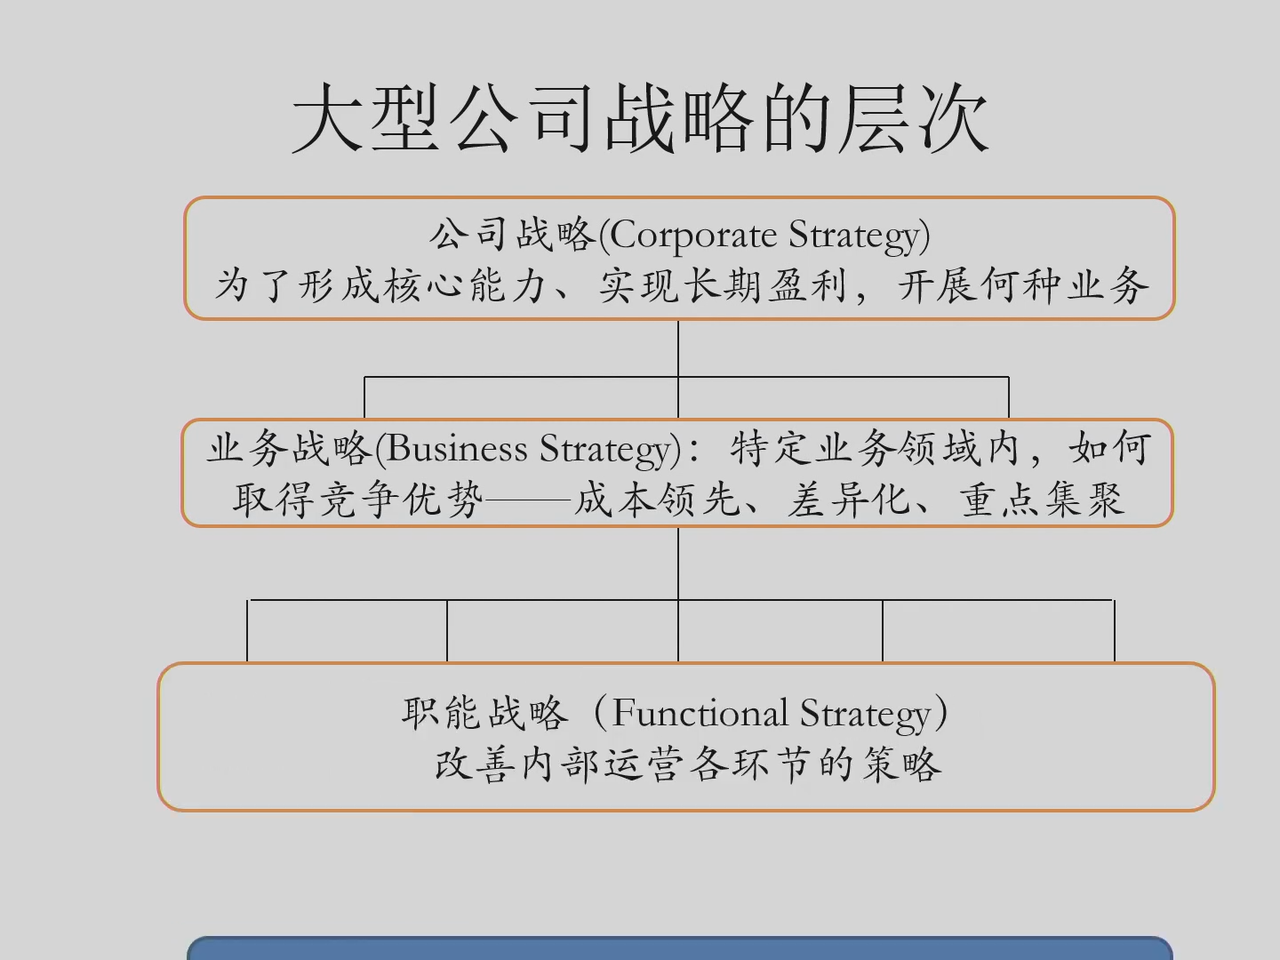 大型公司战略的层次
公司战略(Corporate Strategy)
为了形成核心能力、实现长期盈利，开展何种业务
业务战略(Business Strategy)：特定业务领域内，如何
取得竞争优势——成本领先、差异化、重点集聚
职能战略（Functional Strategy）
改善内部运营各环节的策略